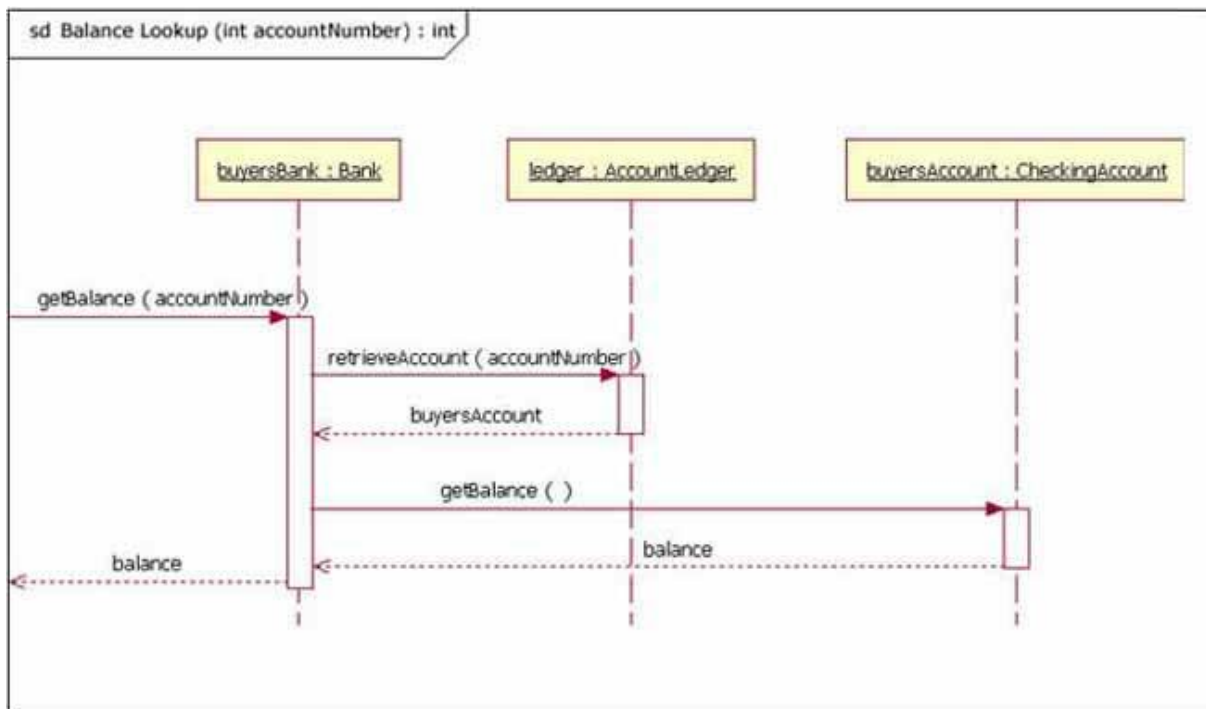 sd Balance Lookup (int accountNumber) : int
buyersBank : Bank
ledger : AccountLedger
buyersAccount : CheckingAccount
getBalance ( accountNumber )
retrieveAccount ( accountNumber )
buyersAccount
getBalance ( )
balance
balance